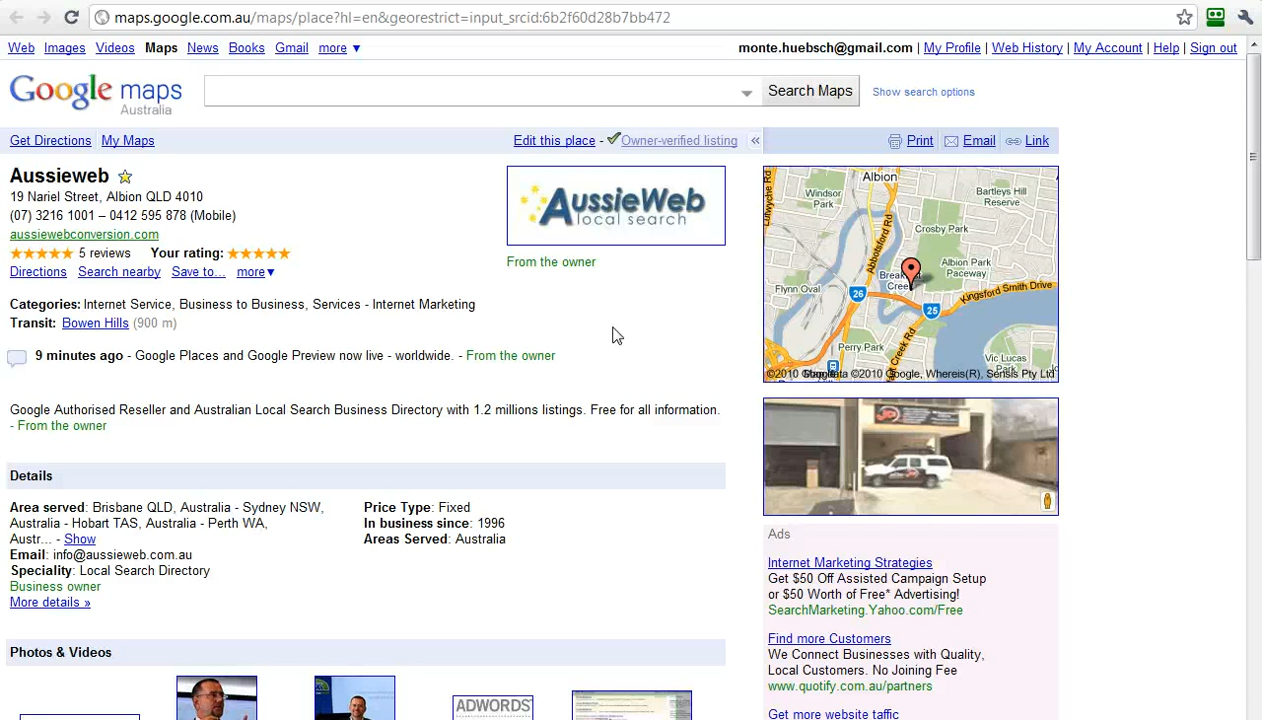 maps.google.com.au/maps/place?hl=en&georestrict=input_srcid:6b2f60d28b7bb472
Web Images Videos Maps News Books Gmail more ▼
monte.huebsch@gmail.com | My Profile | Web History | My Account | Help | Sign out
Google maps
Australia
Search Maps
Show search options
Get Directions My Maps
Edit this place - Owner-verified listing «
Print Email Link
Aussieweb
19 Nariel Street, Albion QLD 4010
(07) 3216 1001 – 0412 595 878 (Mobile)
aussiewebconversion.com
5 reviews Your rating:
Directions Search nearby Save to... more▼
AussieWeb
local search
From the owner
Categories: Internet Service, Business to Business, Services - Internet Marketing
Transit: Bowen Hills (900 m)
9 minutes ago - Google Places and Google Preview now live - worldwide. - From the owner
Google Authorised Reseller and Australian Local Search Business Directory with 1.2 millions listings. Free for all information.
- From the owner
Details
Area served: Brisbane QLD, Australia - Sydney NSW,
Australia - Hobart TAS, Australia - Perth WA,
Austr... - Show
Email: info@aussieweb.com.au
Speciality: Local Search Directory
Business owner
More details »
Price Type: Fixed
In business since: 1996
Areas Served: Australia
Photos & Videos
ADWORDS
Albion
Windsor
Park
Bartleys Hill
Reserve
Crosby Park
Abbotsford Rd
Albion Park
Paceway
Flynn Oval
Creek
26
25
Kingsford Smith Drive
Perry Park
Vic Lucas
Park
©2010 Google, Whereis(R), Sensis Pty Ltd
Ads
Internet Marketing Strategies
Get $50 Off Assisted Campaign Setup
or $50 Worth of Free* Advertising!
SearchMarketing.Yahoo.com/Free
Find more Customers
We Connect Businesses with Quality,
Local Customers. No Joining Fee
www.quotify.com.au/partners
Get more website taffic